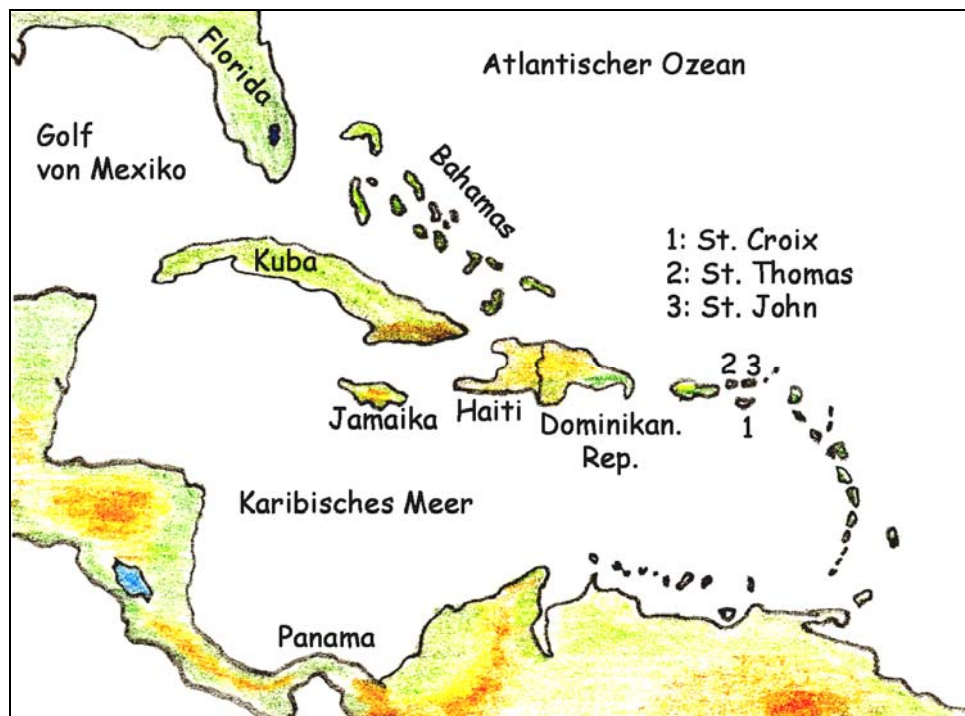 Florida
Atlantischer Ozean
Golf
von Mexiko
Bahamas
1: St. Croix
2: St. Thomas
3: St. John
Kuba
2 3
1
Jamaika
Haiti
Dominikan.
Rep.
Karibisches Meer
Panama